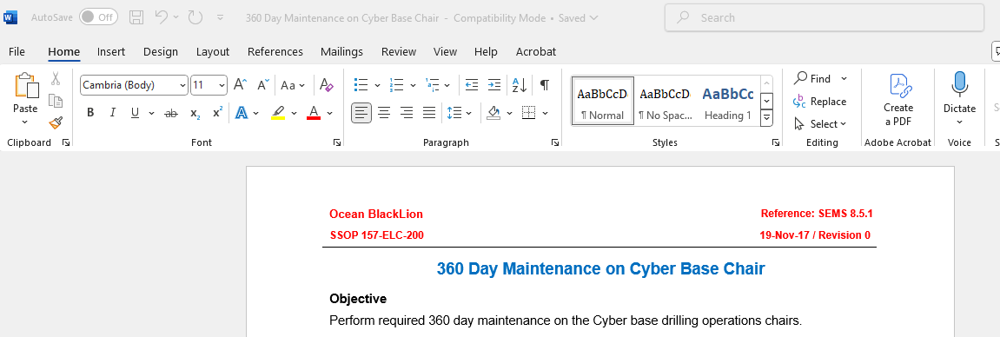 AutoSave Off 360 Day Maintenance on Cyber Base Chair - Compatibility Mode • Saved Search
File Home Insert Design Layout References Mailings Review View Help Acrobat
Cambria (Body) 11 A A Aa A AaBbCcD AaBbCcD AaBbCc Find
Paste B I U ab x₂ x² A A ¶ Normal ¶ No Spac... Heading 1 Replace Create a PDF Dictate
Select
Clipboard Font Paragraph Styles Editing Adobe Acrobat Voice
Ocean BlackLion Reference: SEMS 8.5.1
SSOP 157-ELC-200 19-Nov-17 / Revision 0
360 Day Maintenance on Cyber Base Chair
Objective
Perform required 360 day maintenance on the Cyber base drilling operations chairs.